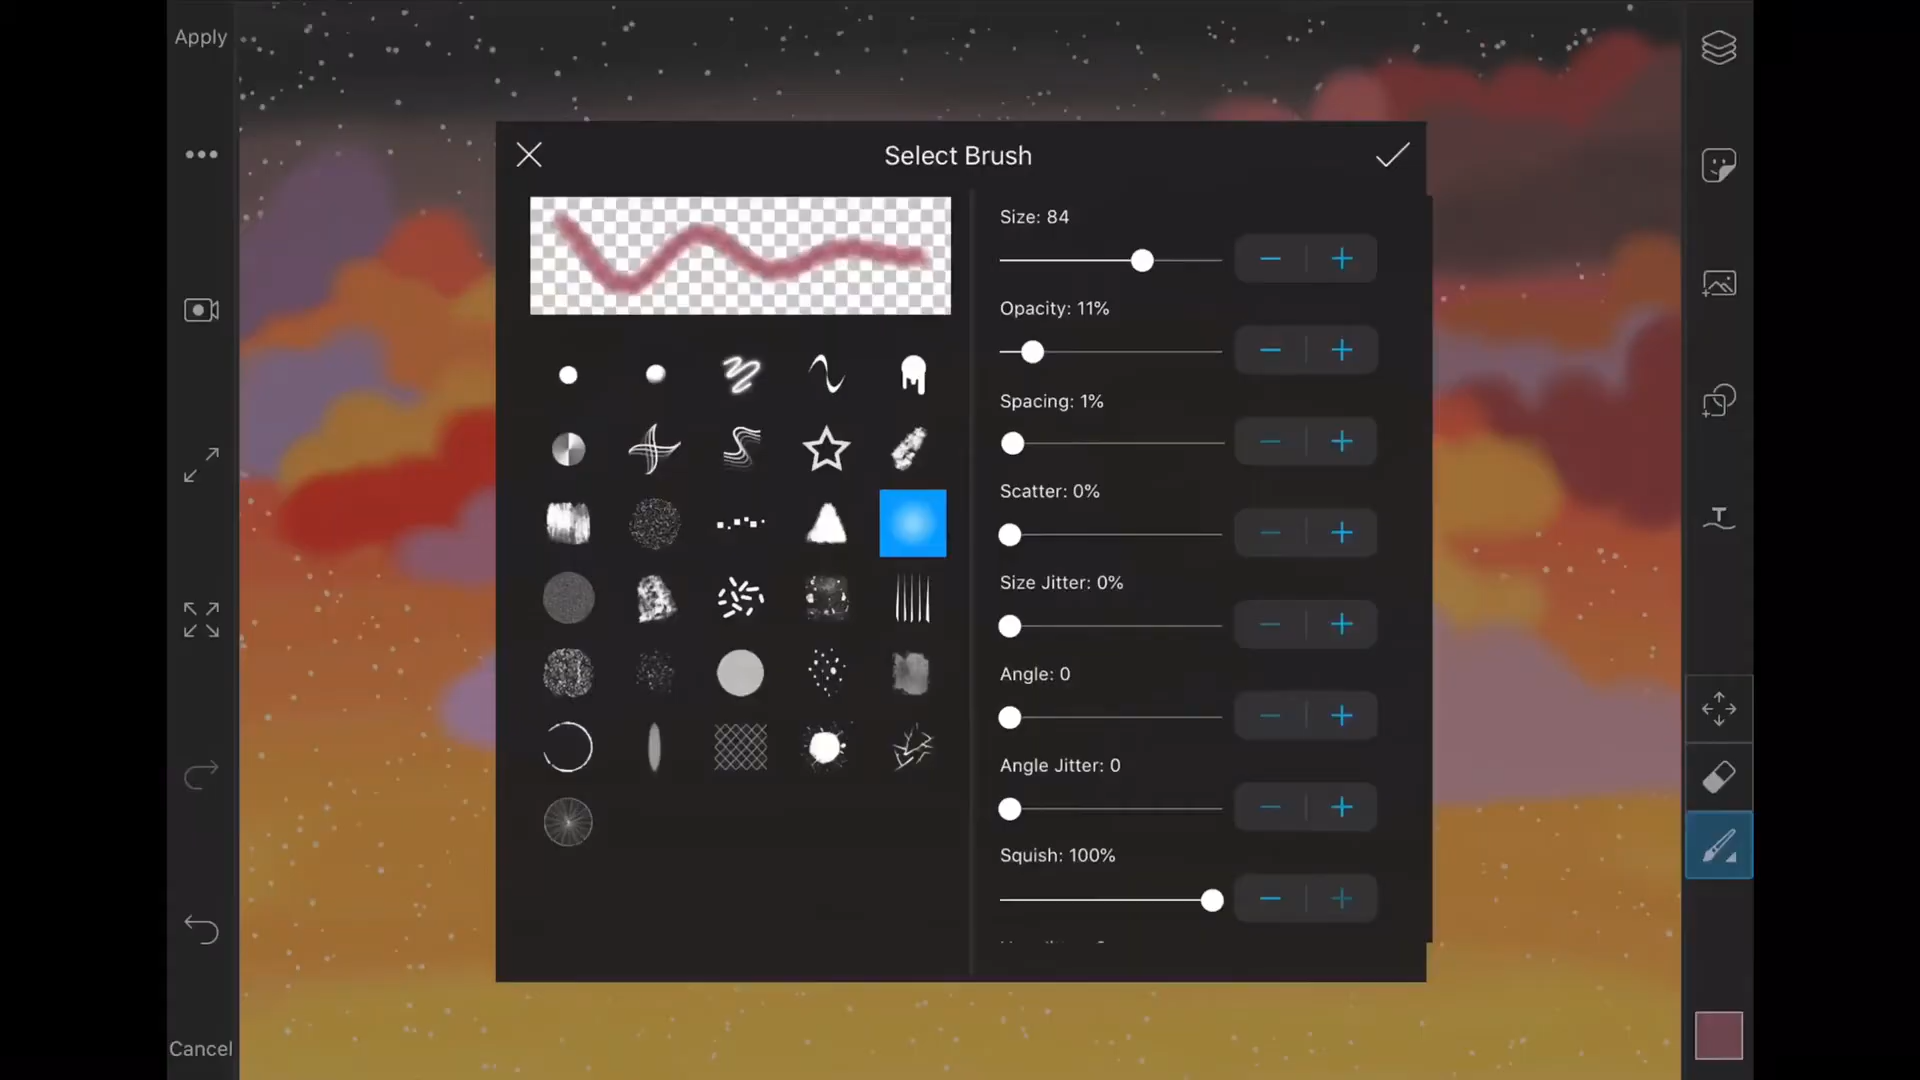 Apply
Select Brush
Size: 84
Opacity: 11%
Spacing: 1%
Scatter: 0%
Size Jitter: 0%
Angle: 0
Angle Jitter: 0
Squish: 100%
Cancel